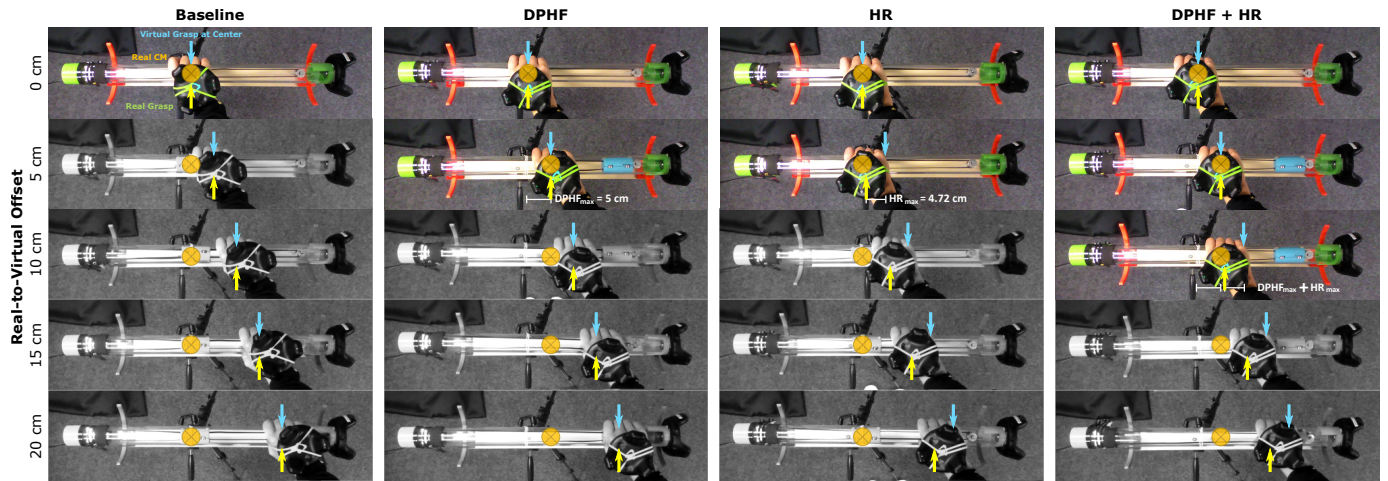 Baseline
DPHF
HR
DPHF + HR
Real-to-Virtual Offset
0 cm
Virtual Grasp at Center
Real CM
Real Grasp
5 cm
DPHFmax = 5 cm
HRmax = 4.72 cm
10 cm
DPHFmax + HRmax
15 cm
20 cm